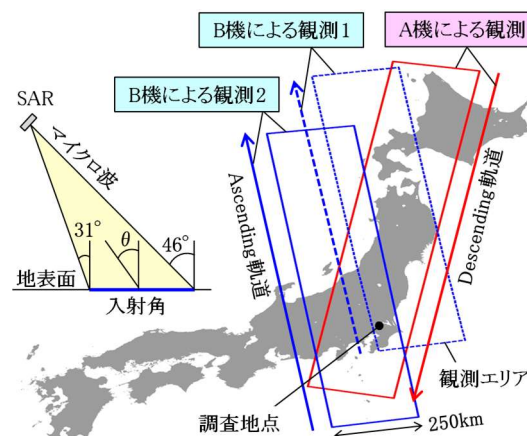 B機による観測1
A機による観測
B機による観測2
SAR
マイクロ波
31°
θ
46°
地表面
入射角
Ascending軌道
Descending軌道
観測エリア
調査地点
250km